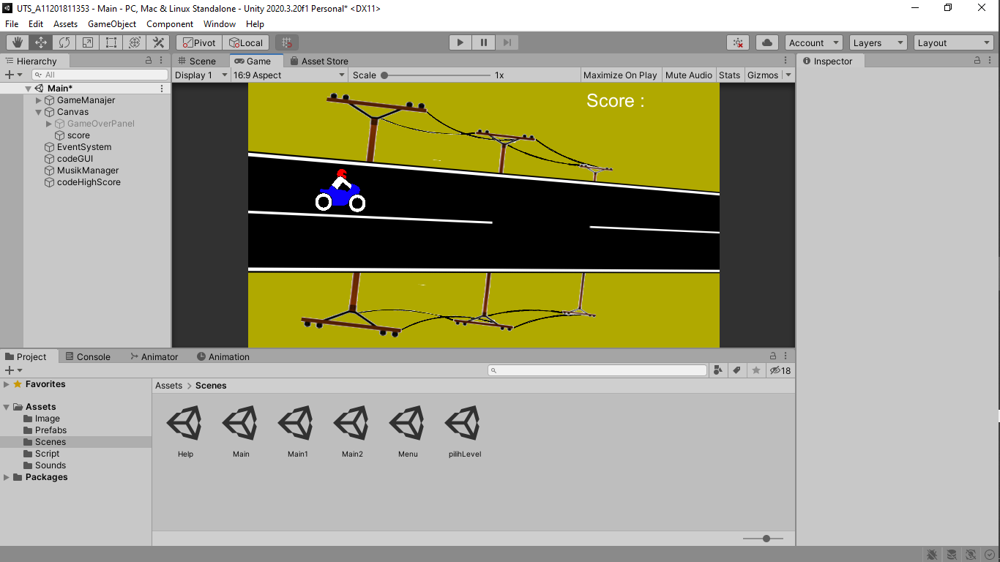 UTS_A11201811353 - Main - PC, Mac & Linux Standalone - Unity 2020.3.20f1 Personal* <DX11>
File Edit Assets GameObject Component Window Help
Pivot Local Account Layers Layout
Hierarchy
All
Main*
GameManajer
Canvas
GameOverPanel
score
EventSystem
codeGUI
MusikManager
codeHighScore
Scene Game Asset Store
Display 1 16:9 Aspect Scale 1x Maximize On Play Mute Audio Stats Gizmos
Score :
Inspector
Project Console Animator Animation
18
Favorites
Assets
Image
Prefabs
Scenes
Script
Sounds
Packages
Assets > Scenes
Help Main Main1 Main2 Menu pilihLevel